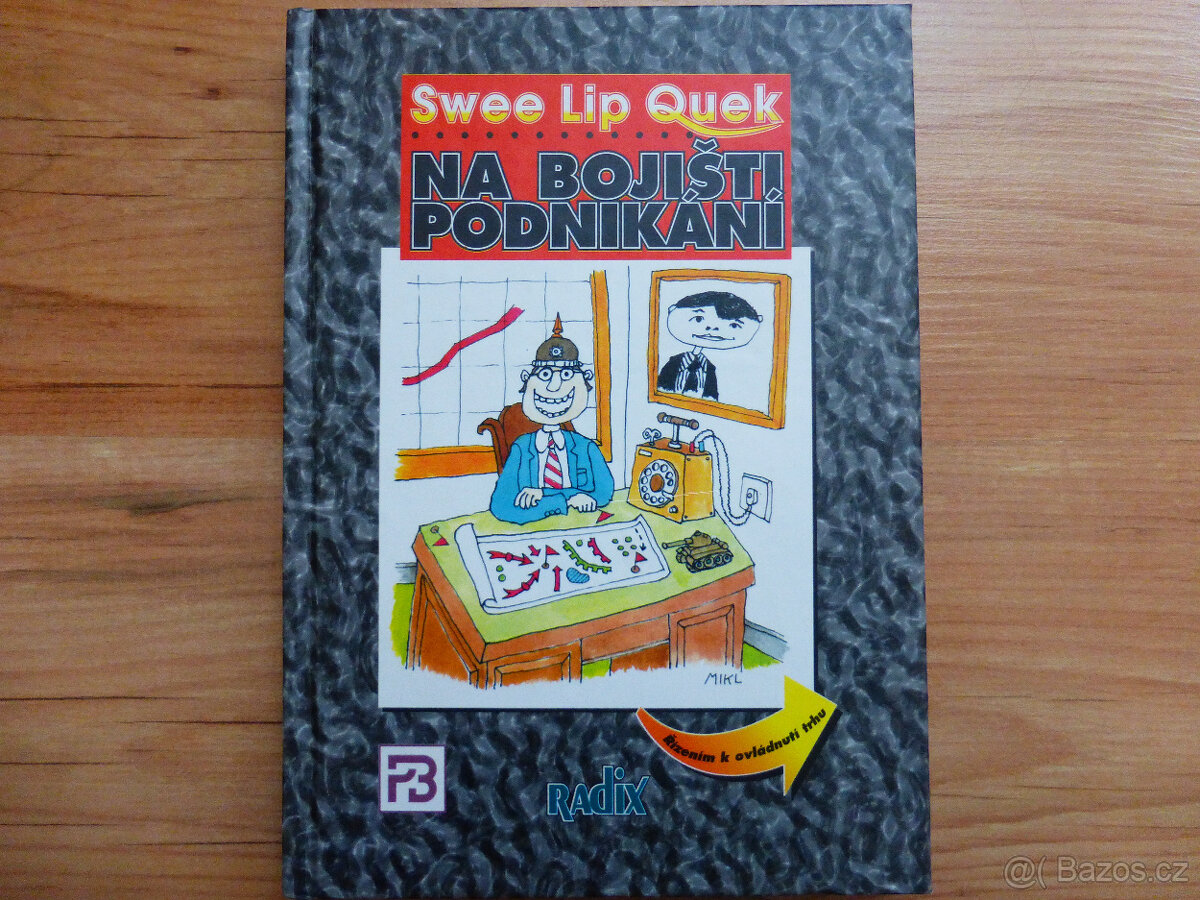 Swee Lip Quek
NA BOJIŠTI
PODNIKÁNÍ
MIKL
Řízením k ovládnutí trhu
PB
RADIX
@( Bazos.cz